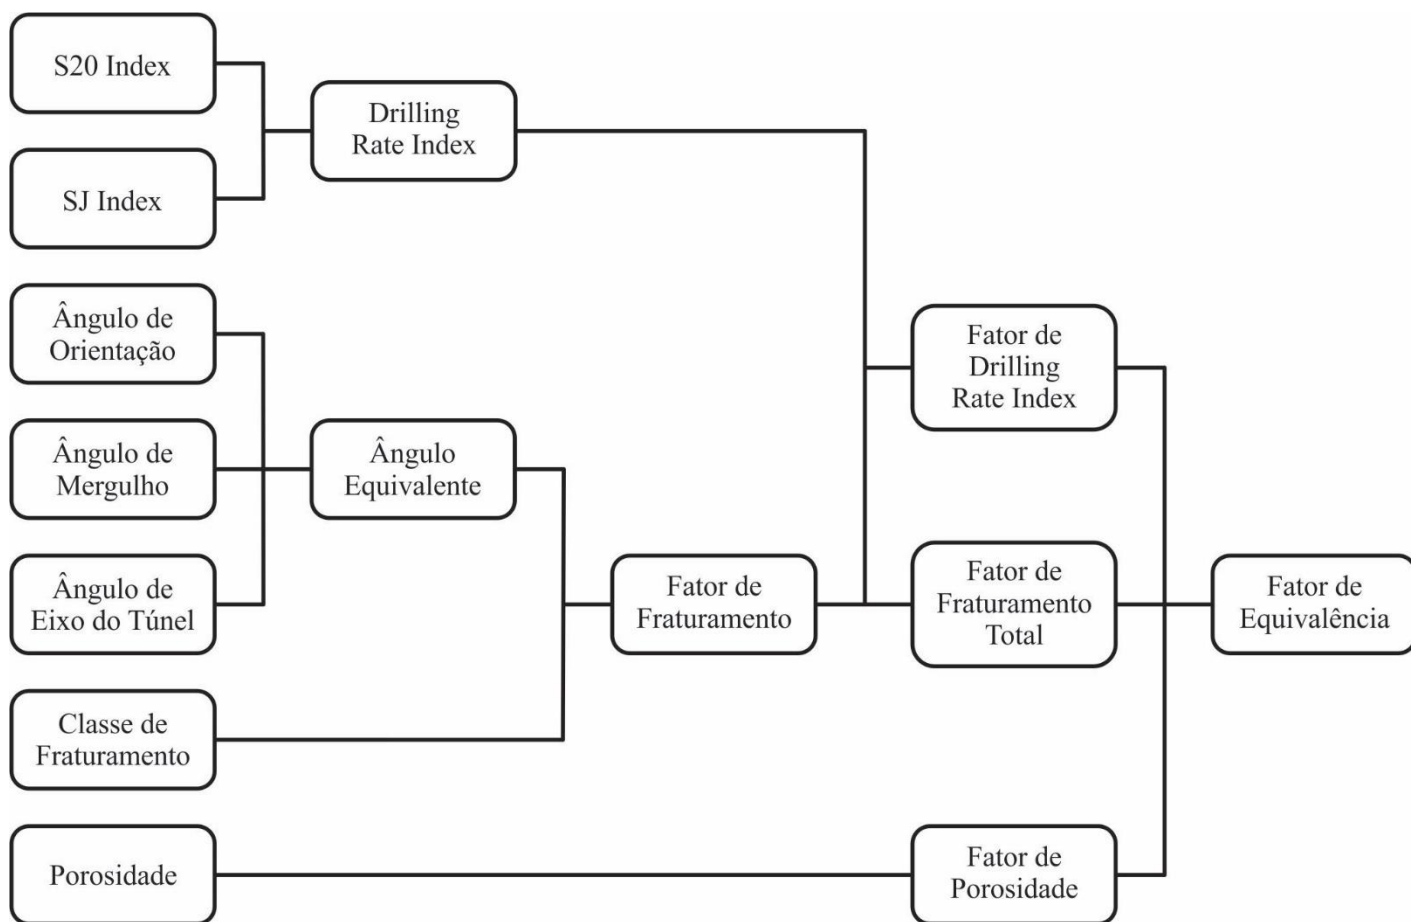 S20 Index
SJ Index
Ângulo de
Orientação
Ângulo de
Mergulho
Ângulo de
Eixo do Túnel
Classe de
Fraturamento
Porosidade
Drilling
Rate Index
Ângulo
Equivalente
Fator de
Fraturamento
Fator de
Drilling
Rate Index
Fator de
Fraturamento
Total
Fator de
Porosidade
Fator de
Equivalência